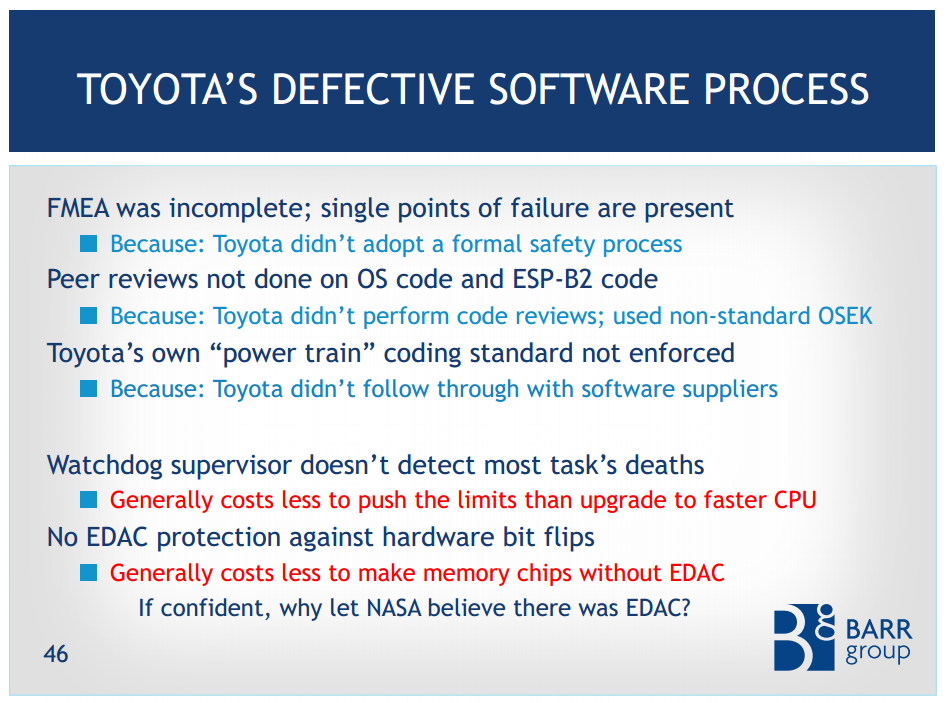 TOYOTA'S DEFECTIVE SOFTWARE PROCESS
FMEA was incomplete; single points of failure are present
Because: Toyota didn't adopt a formal safety process
Peer reviews not done on OS code and ESP-B2 code
Because: Toyota didn't perform code reviews; used non-standard OSEK
Toyota's own “power train” coding standard not enforced
Because: Toyota didn't follow through with software suppliers
Watchdog supervisor doesn't detect most task's deaths
Generally costs less to push the limits than upgrade to faster CPU
No EDAC protection against hardware bit flips
Generally costs less to make memory chips without EDAC
If confident, why let NASA believe there was EDAC?
46
Bg BARR
group